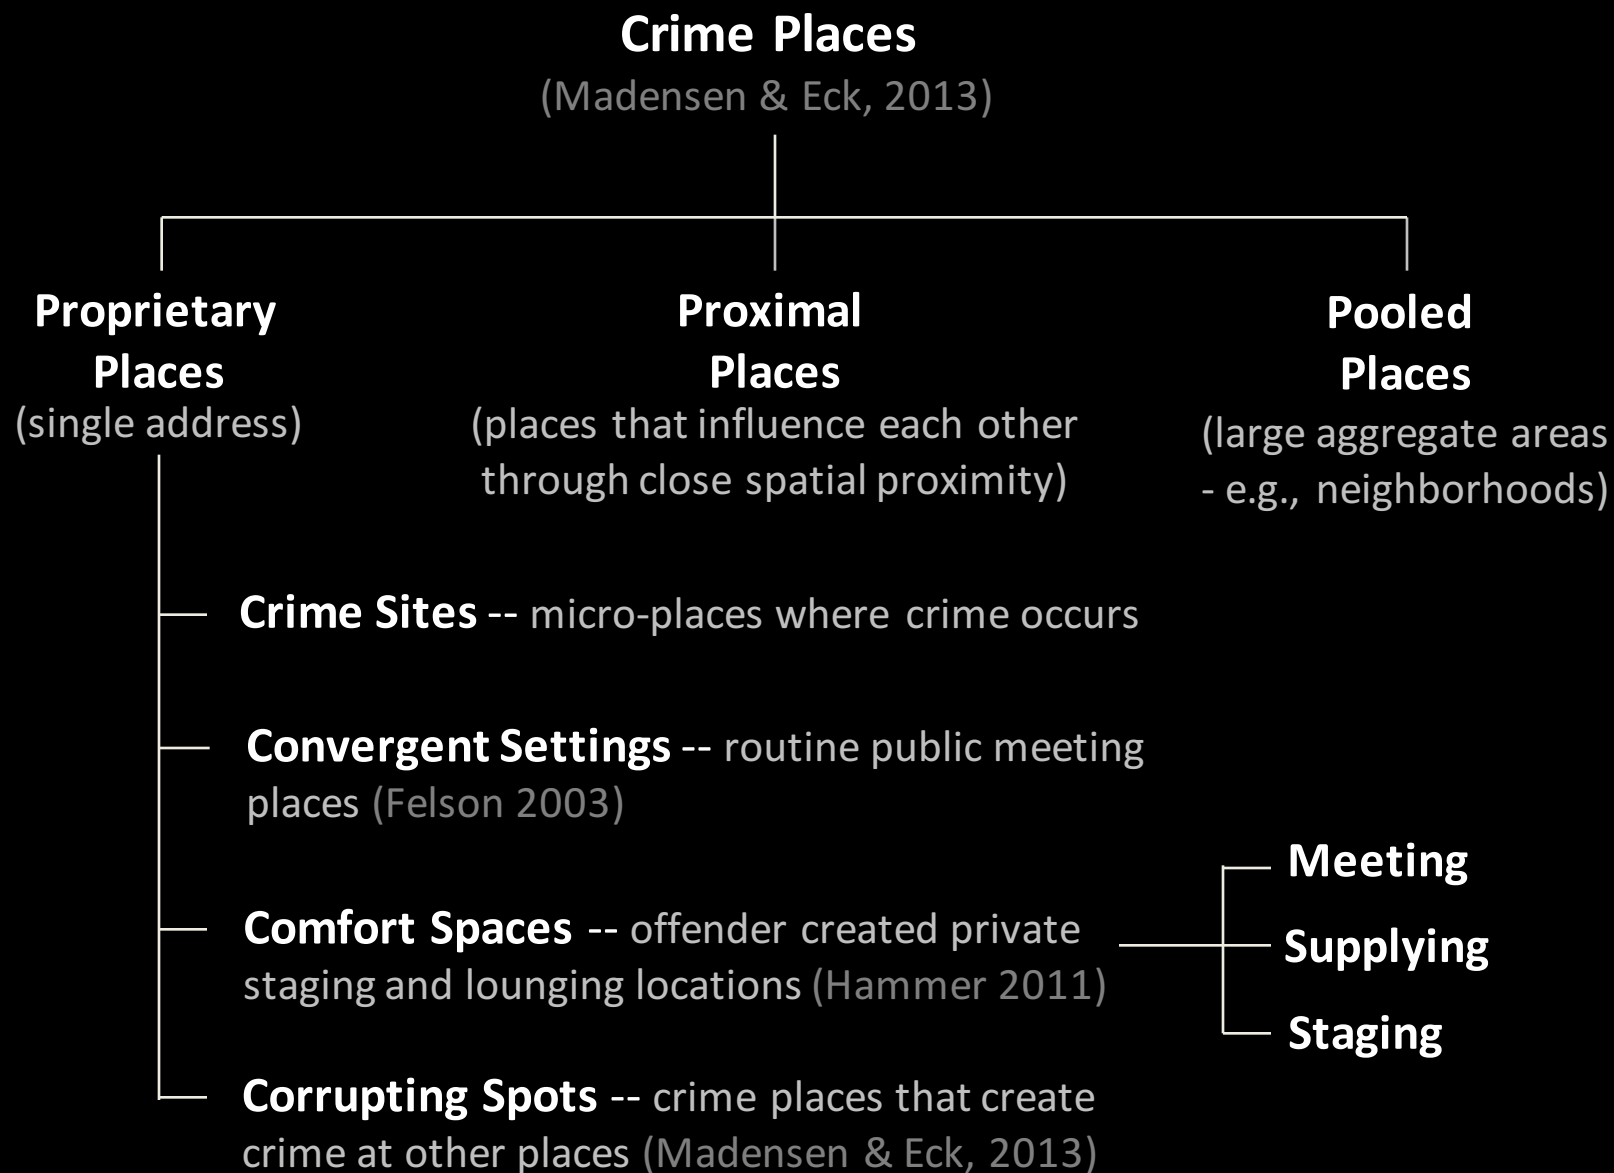 Crime Places
(Madensen & Eck, 2013)
Proprietary
Places
(single address)
Proximal
Places
(places that influence each other
through close spatial proximity)
Pooled
Places
(large aggregate areas
- e.g., neighborhoods)
Crime Sites -- micro-places where crime occurs
Convergent Settings -- routine public meeting
places (Felson 2003)
Comfort Spaces -- offender created private
staging and lounging locations (Hammer 2011)
Meeting
Supplying
Staging
Corrupting Spots -- crime places that create
crime at other places (Madensen & Eck, 2013)